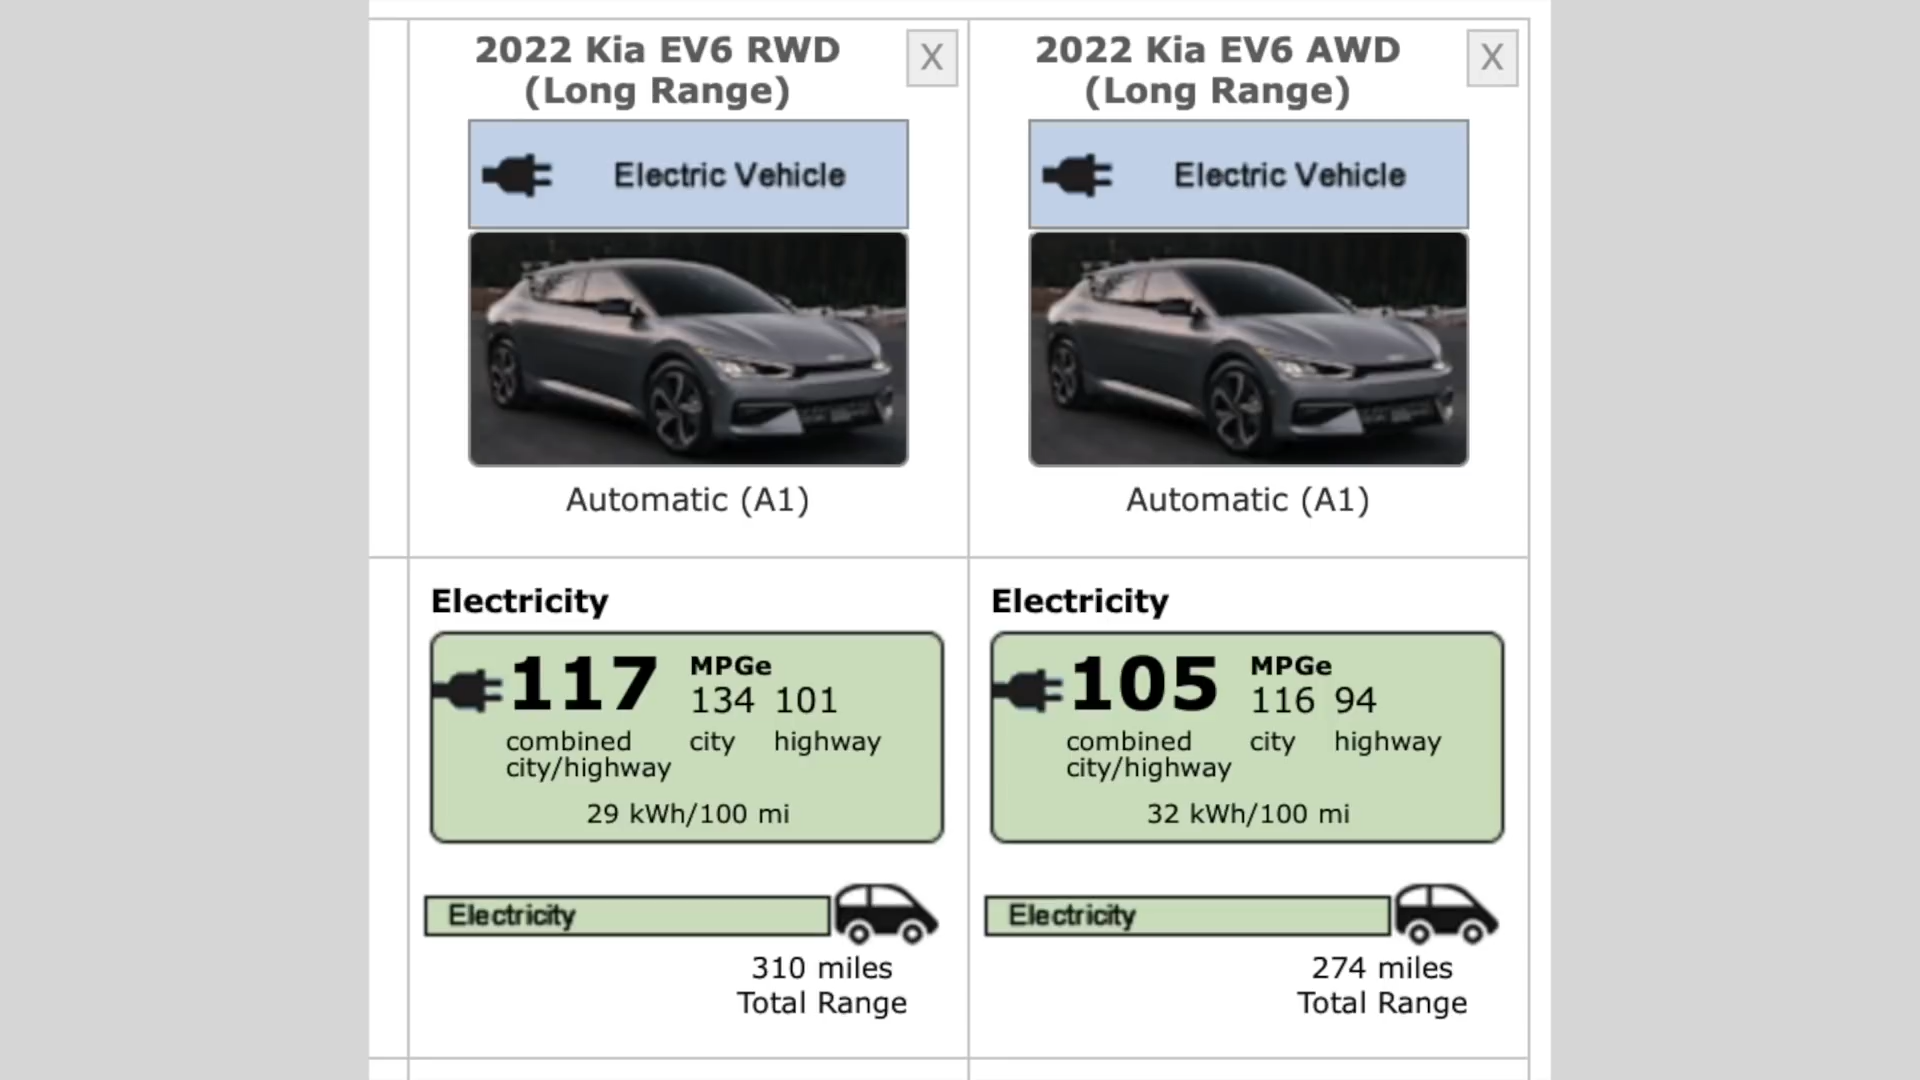 2022 Kia EV6 RWD
(Long Range)
X
Electric Vehicle
Automatic (A1)
2022 Kia EV6 AWD
(Long Range)
X
Electric Vehicle
Automatic (A1)
Electricity
117 MPGe
134 101
combined city highway
city/highway
29 kWh/100 mi
Electricity
310 miles
Total Range
Electricity
105 MPGe
116 94
combined city highway
city/highway
32 kWh/100 mi
Electricity
274 miles
Total Range